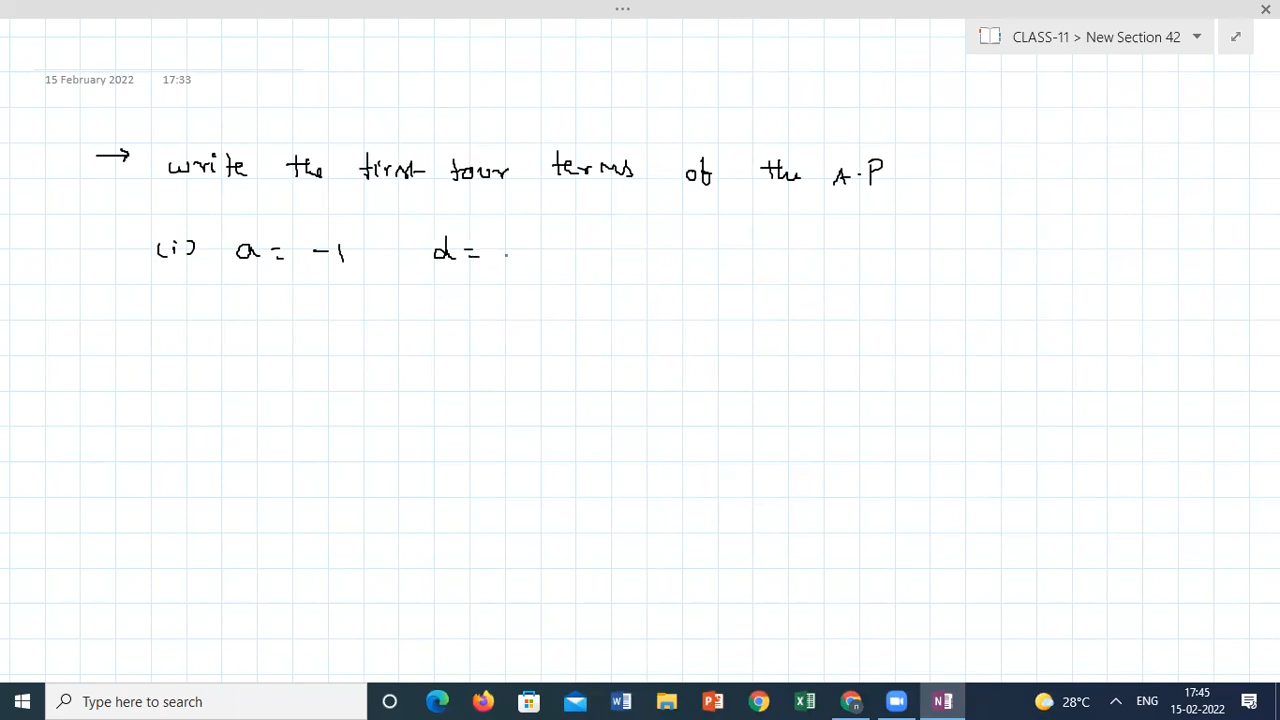 CLASS-11 > New Section 42
15 February 2022 17:33
→ write the first four terms of the A.P
(i) a = -1 d =
Type here to search
28°C ENG 17:45
15-02-2022